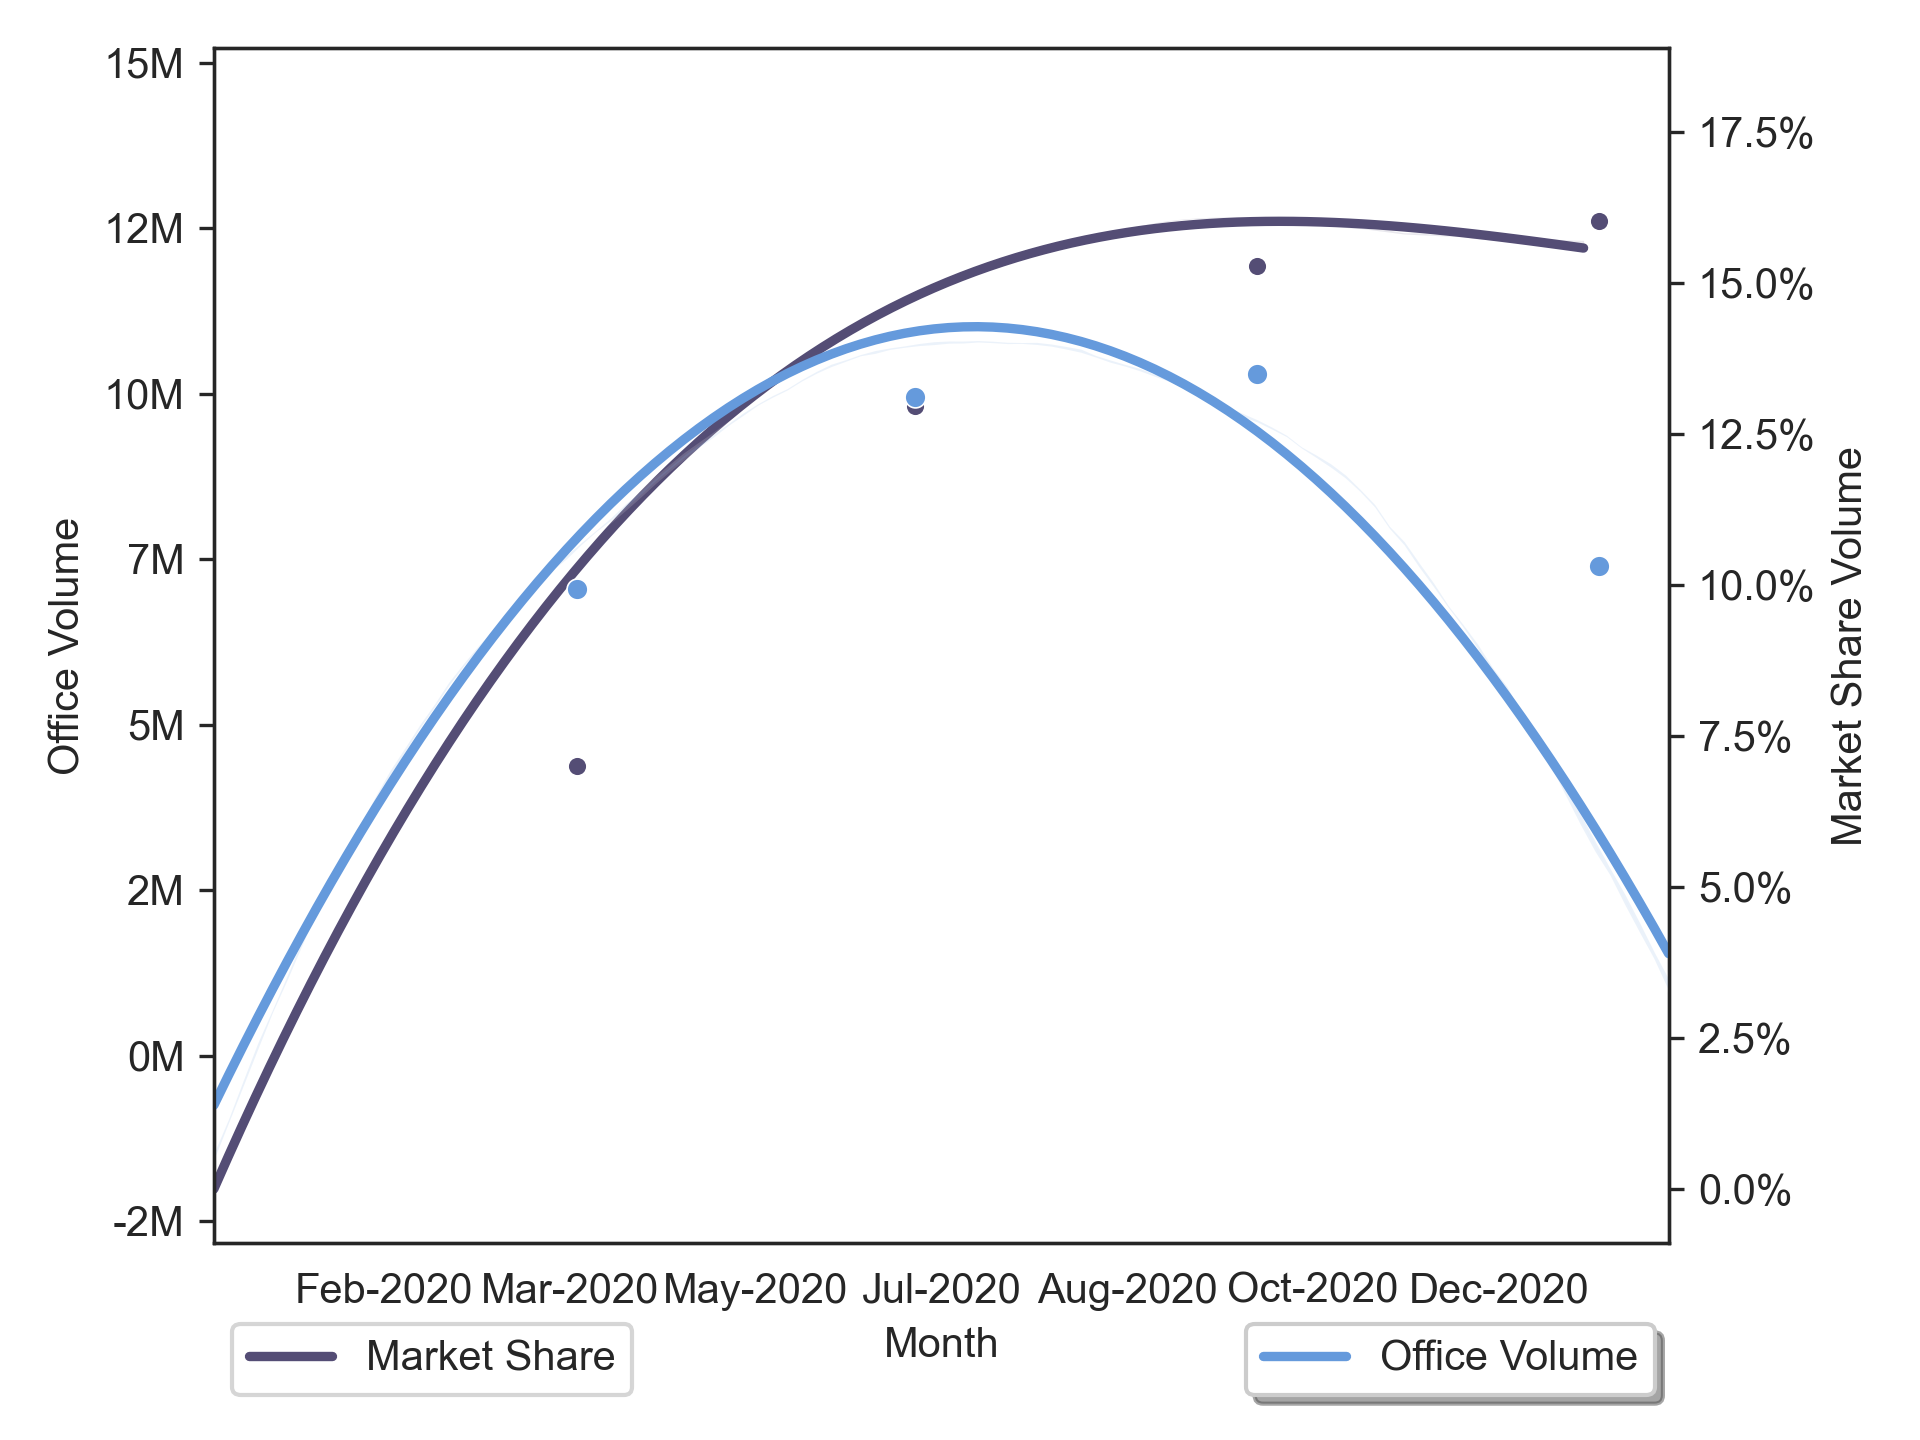 15M
12M
10M
7M
5M
2M
0M
-2M
Office Volume
17.5%
15.0%
12.5%
10.0%
7.5%
5.0%
2.5%
0.0%
Market Share Volume
Feb-2020 Mar-2020 May-2020 Jul-2020 Aug-2020 Oct-2020 Dec-2020
Month
Market Share
Office Volume